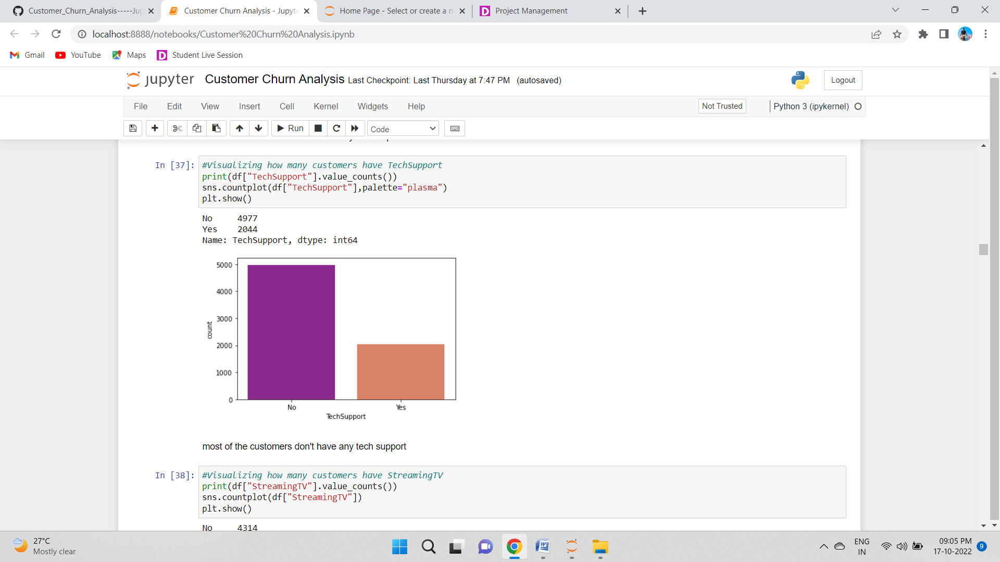 Customer_Churn_Analysis-----Ju
Customer Churn Analysis - Jupyt
Home Page - Select or create a n
Project Management
localhost:8888/notebooks/Customer%20Churn%20Analysis.ipynb
Gmail YouTube Maps Student Live Session
jupyter Customer Churn Analysis Last Checkpoint: Last Thursday at 7:47 PM (autosaved)
Logout
File Edit View Insert Cell Kernel Widgets Help
Not Trusted
Python 3 (ipykernel)
Run
Code
In [37]:
#Visualizing how many customers have TechSupport
print(df["TechSupport"].value_counts())
sns.countplot(df["TechSupport"],palette="plasma")
plt.show()
No 4977
Yes 2044
Name: TechSupport, dtype: int64
5000
4000
3000
2000
1000
0
count
No Yes
TechSupport
most of the customers don't have any tech support
In [38]:
#Visualizing how many customers have StreamingTV
print(df["StreamingTV"].value_counts())
sns.countplot(df["StreamingTV"])
plt.show()
No 4314
27°C
Mostly clear
ENG
IN
09:05 PM
17-10-2022
9